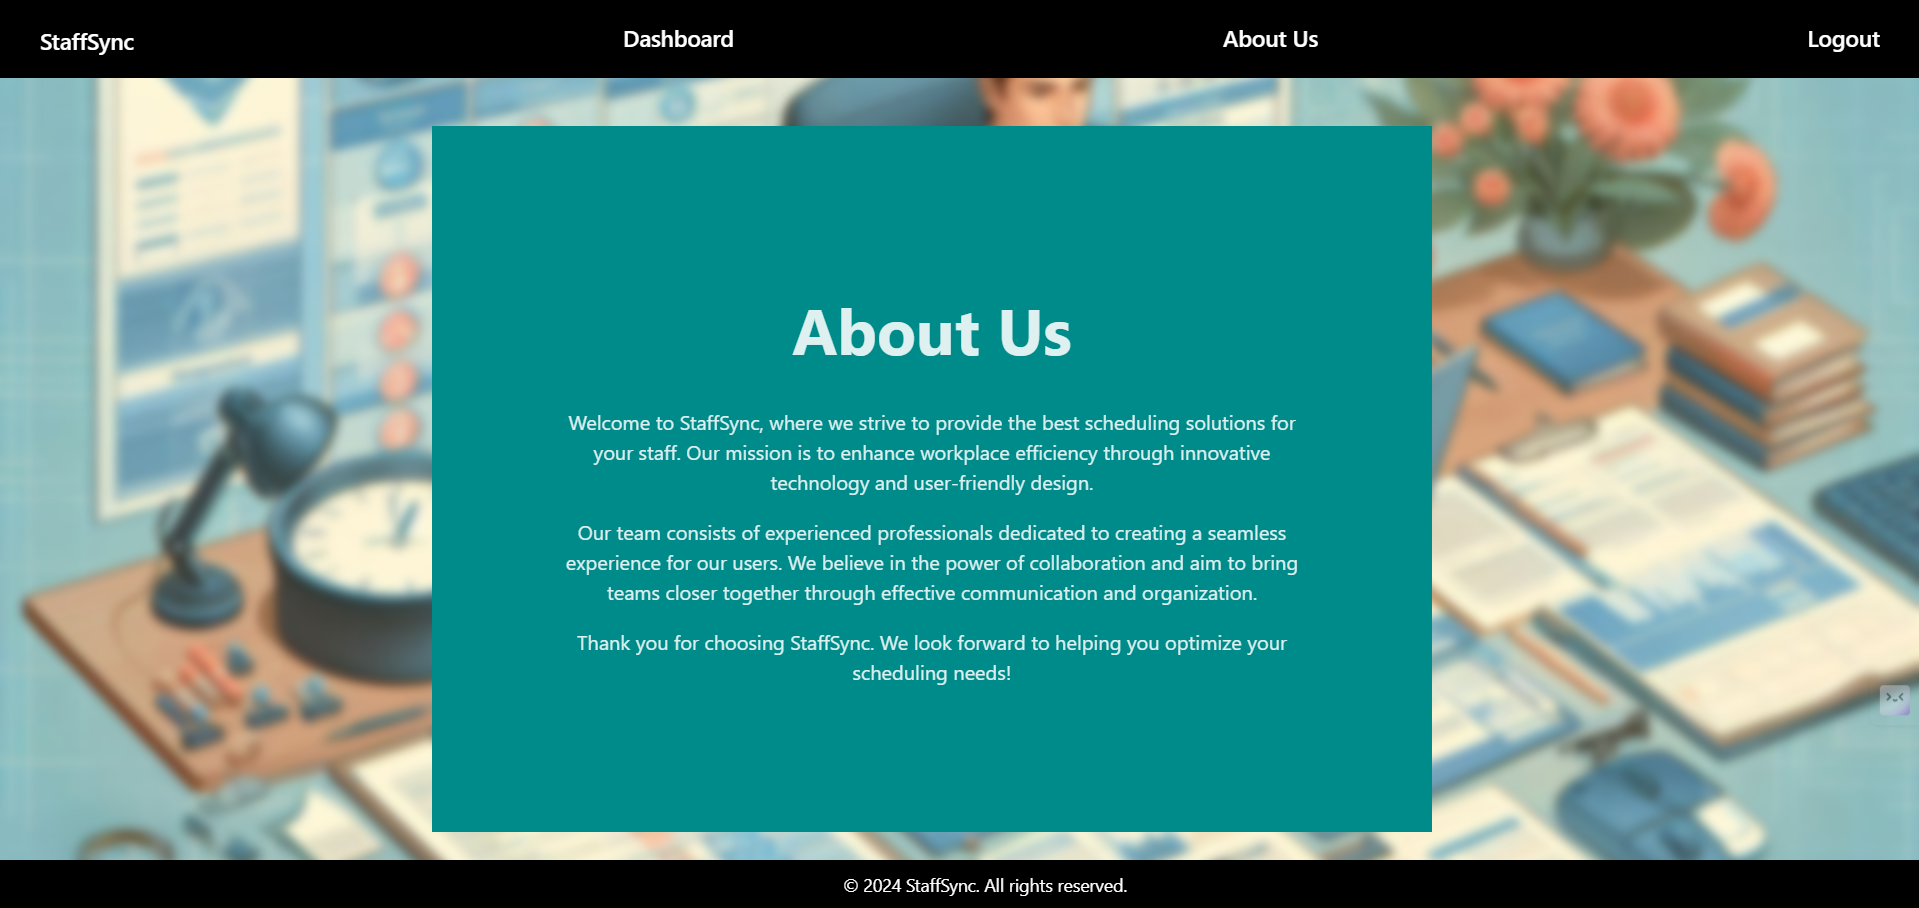 StaffSync
Dashboard
About Us
Logout
About Us
Welcome to StaffSync, where we strive to provide the best scheduling solutions for
your staff. Our mission is to enhance workplace efficiency through innovative
technology and user-friendly design.
Our team consists of experienced professionals dedicated to creating a seamless
experience for our users. We believe in the power of collaboration and aim to bring
teams closer together through effective communication and organization.
Thank you for choosing StaffSync. We look forward to helping you optimize your
scheduling needs!
© 2024 StaffSync. All rights reserved.